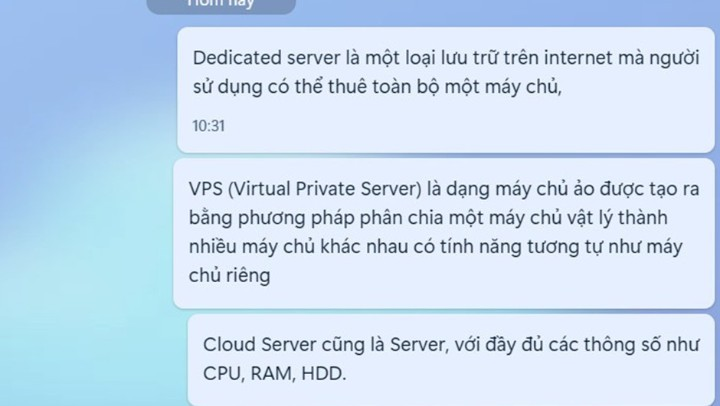 Hôm nay
Dedicated server là một loại lưu trữ trên internet mà người
sử dụng có thể thuê toàn bộ một máy chủ,
10:31
VPS (Virtual Private Server) là dạng máy chủ ảo được tạo ra
bằng phương pháp phân chia một máy chủ vật lý thành
nhiều máy chủ khác nhau có tính năng tương tự như máy
chủ riêng
Cloud Server cũng là Server, với đầy đủ các thông số như
CPU, RAM, HDD.